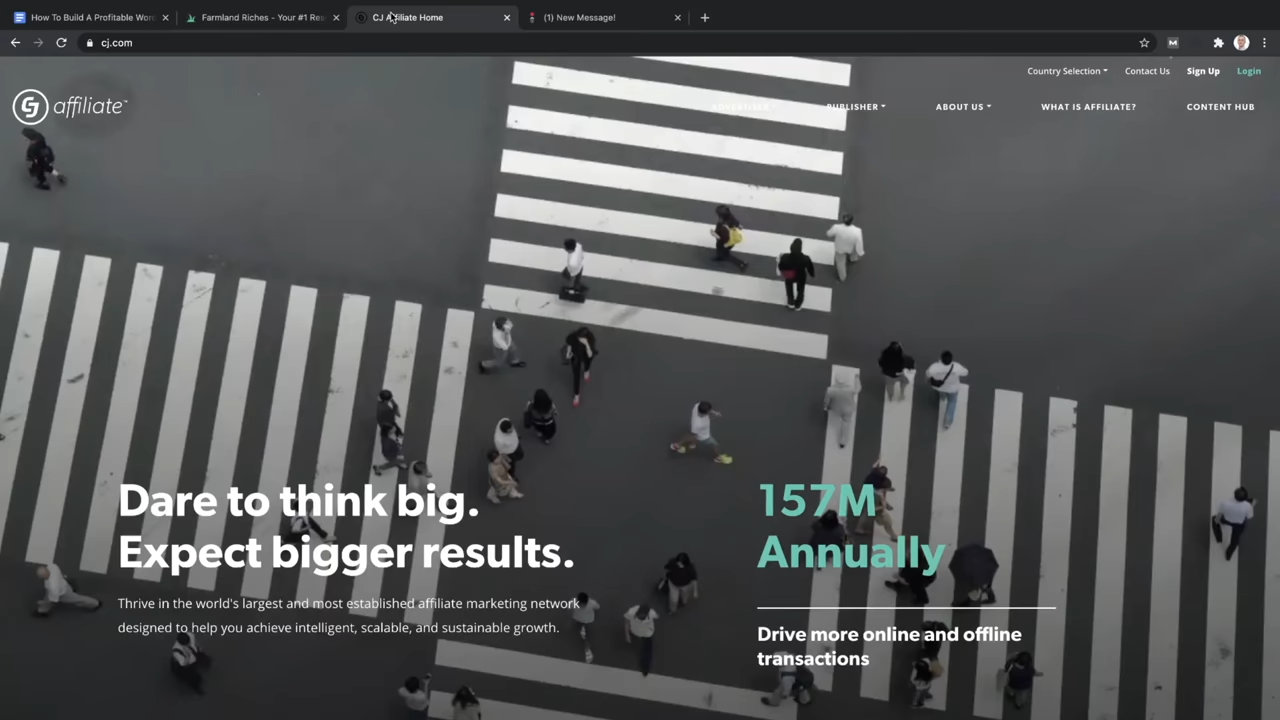 How To Build A Profitable Wor
Farmland Riches - Your #1 Res
CJ Affiliate Home
(1) New Message!
cj.com
Country Selection
Contact Us
Sign Up
Login
CJ affiliate
ADVERTISER
PUBLISHER
ABOUT US
WHAT IS AFFILIATE?
CONTENT HUB
Dare to think big.
Expect bigger results.
Thrive in the world's largest and most established affiliate marketing network
designed to help you achieve intelligent, scalable, and sustainable growth.
157M
Annually
Drive more online and offline
transactions